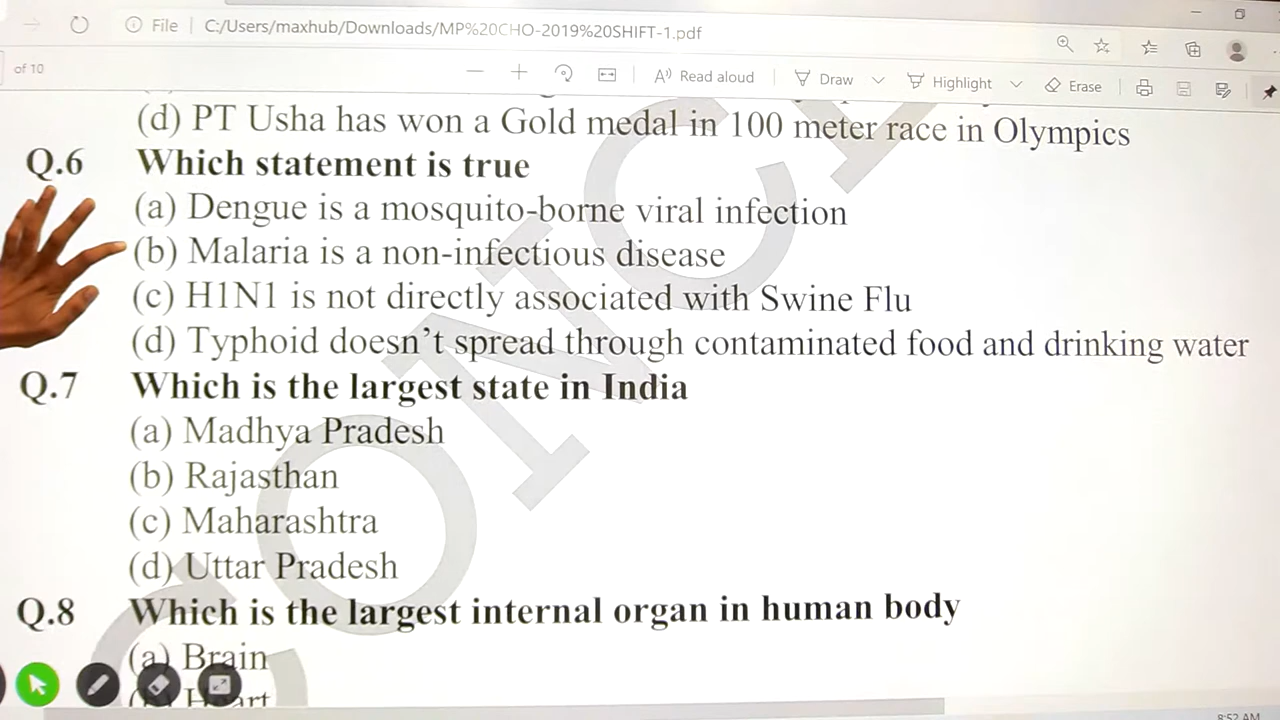 File | C:/Users/maxhub/Downloads/MP%20CHO-2019%20SHIFT-1.pdf
of 10
Read aloud
Draw
Highlight
Erase
(d) PT Usha has won a Gold medal in 100 meter race in Olympics
Q.6 Which statement is true
(a) Dengue is a mosquito-borne viral infection
(b) Malaria is a non-infectious disease
(c) H1N1 is not directly associated with Swine Flu
(d) Typhoid doesn’t spread through contaminated food and drinking water
Q.7 Which is the largest state in India
(a) Madhya Pradesh
(b) Rajasthan
(c) Maharashtra
(d) Uttar Pradesh
Q.8 Which is the largest internal organ in human body
(a) Brain
8:52 AM